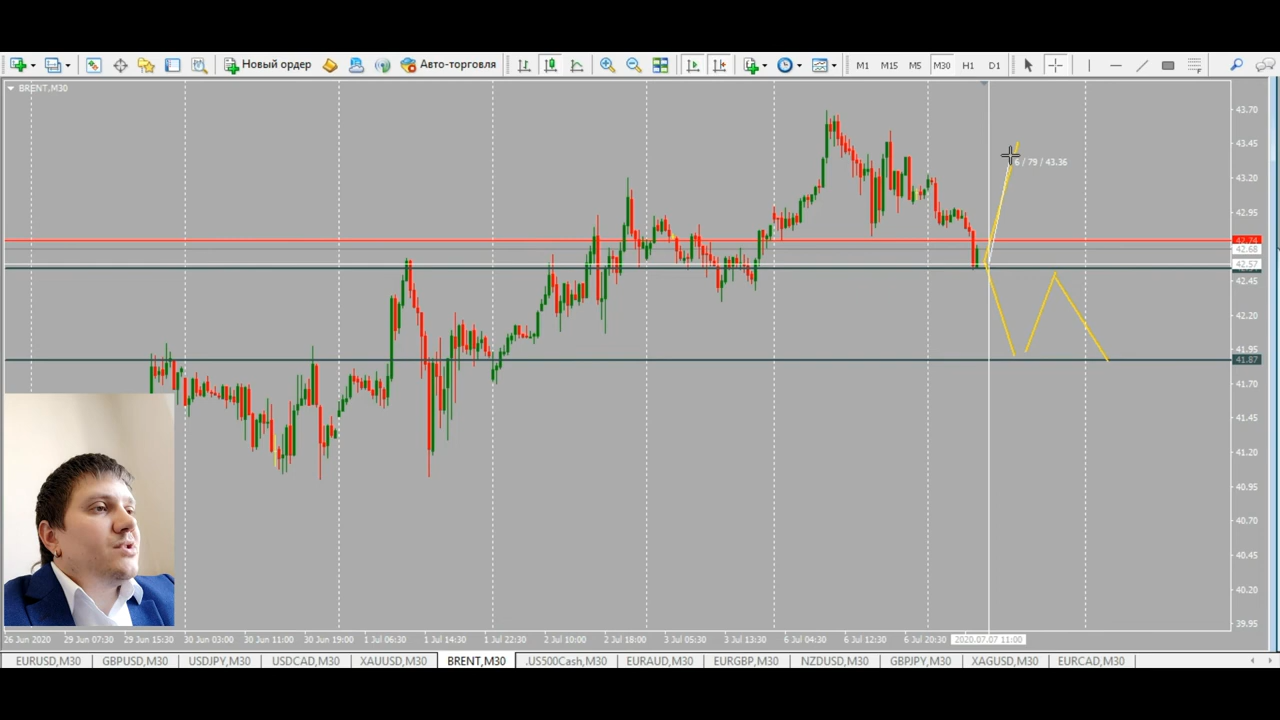 Новый ордер
Авто-торговля
M1 M15 M5 M30 H1 D1
BRENT,M30
43.70
43.45
43.20
42.95
42.74
42.68
42.57
42.45
41.95
41.87
41.70
41.45
41.20
40.95
40.70
40.45
40.20
39.95
6 / 79 / 43.36
26 Jun 2020 29 Jun 07:30 29 Jun 15:30 30 Jun 03:00 30 Jun 11:00 30 Jun 19:00 1 Jul 06:30 1 Jul 14:30 1 Jul 22:30 2 Jul 10:00 2 Jul 18:00 3 Jul 05:30 3 Jul 13:30 6 Jul 04:30 6 Jul 12:30 6 Jul 20:30 2020.07.07 11:00
EURUSD,M30 GBPUSD,M30 USDJPY,M30 USDCAD,M30 XAUUSD,M30 BRENT,M30 .US500Cash,M30 EURAUD,M30 EURGBP,M30 NZDUSD,M30 GBPJPY,M30 XAGUSD,M30 EURCAD,M30